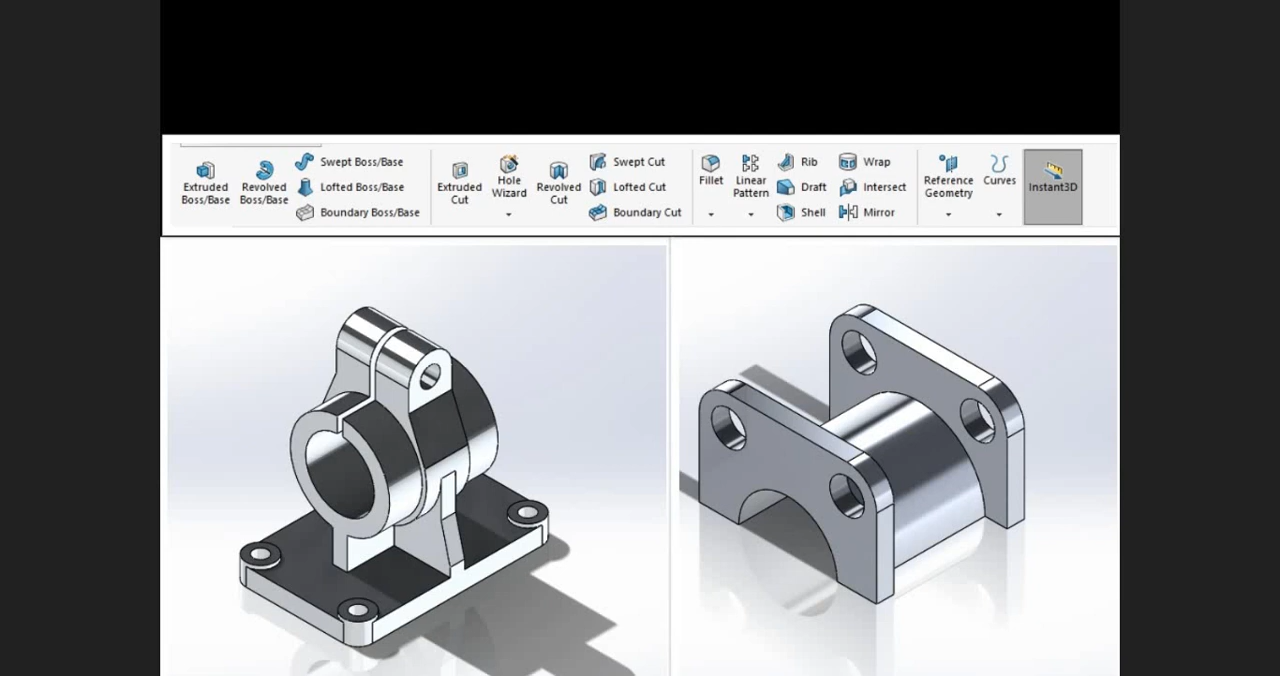 Extruded Boss/Base
Revolved Boss/Base
Swept Boss/Base
Lofted Boss/Base
Boundary Boss/Base
Extruded Cut
Hole Wizard
Revolved Cut
Swept Cut
Lofted Cut
Boundary Cut
Fillet
Linear Pattern
Rib
Draft
Shell
Wrap
Intersect
Mirror
Reference Geometry
Curves
Instant3D